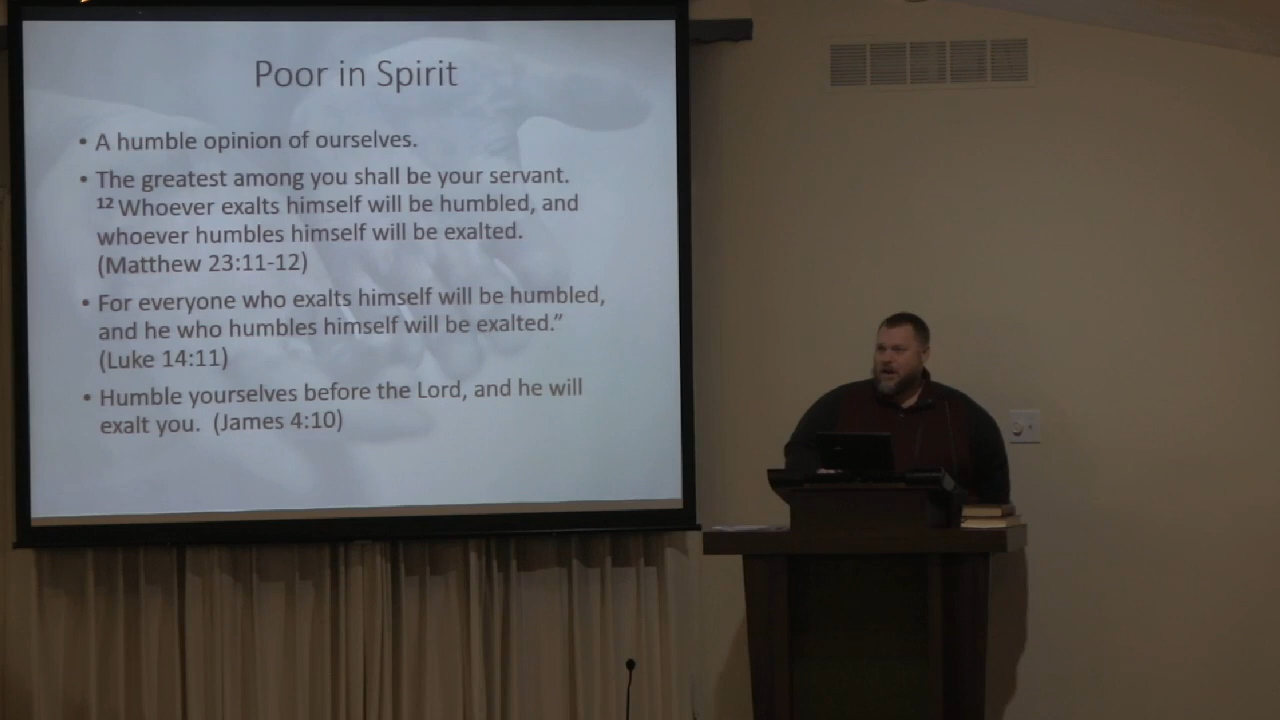 Poor in Spirit
• A humble opinion of ourselves.
• The greatest among you shall be your servant.
12 Whoever exalts himself will be humbled, and
whoever humbles himself will be exalted.
(Matthew 23:11-12)
• For everyone who exalts himself will be humbled,
and he who humbles himself will be exalted.”
(Luke 14:11)
• Humble yourselves before the Lord, and he will
exalt you. (James 4:10)